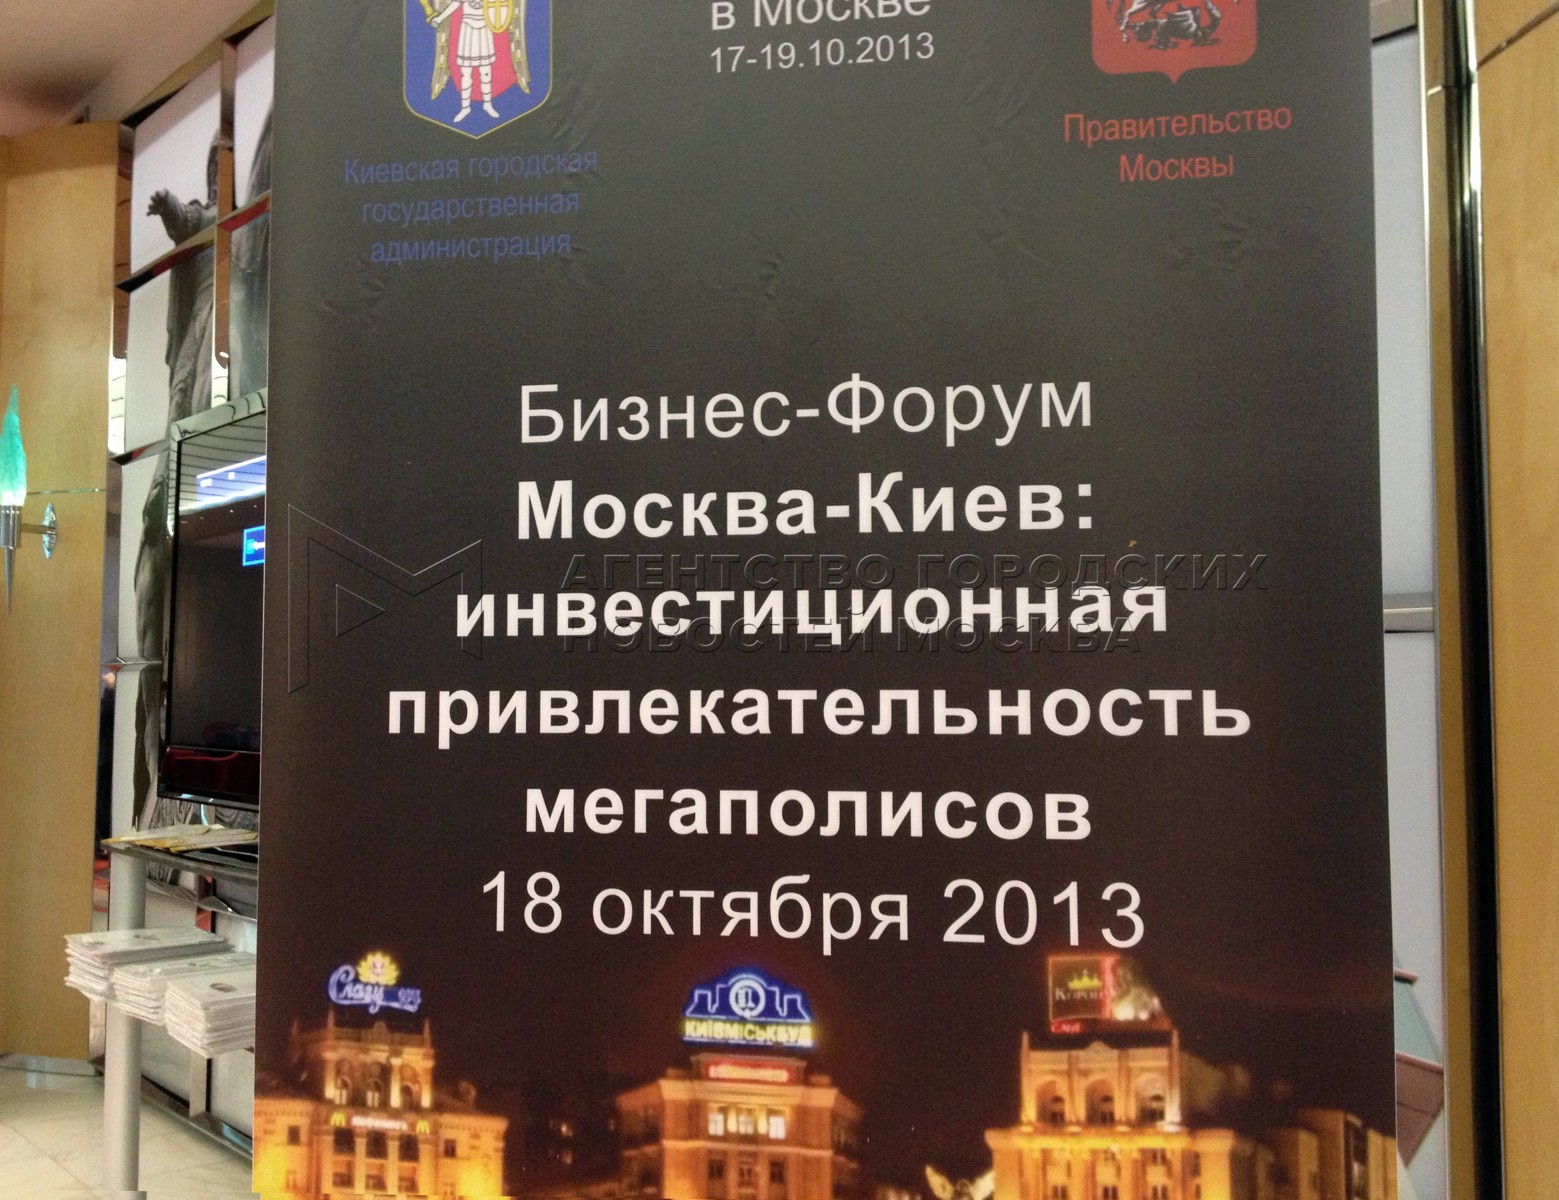 в Москве
17-19.10.2013
Киевская городская
государственная
администрация
Правительство
Москвы
Бизнес-Форум
Москва-Киев:
инвестиционная
привлекательность
мегаполисов
18 октября 2013
АГЕНТСТВО ГОРОДСКИХ
НОВОСТЕЙ МОСКВА
КИЇВМІСЬКБУД